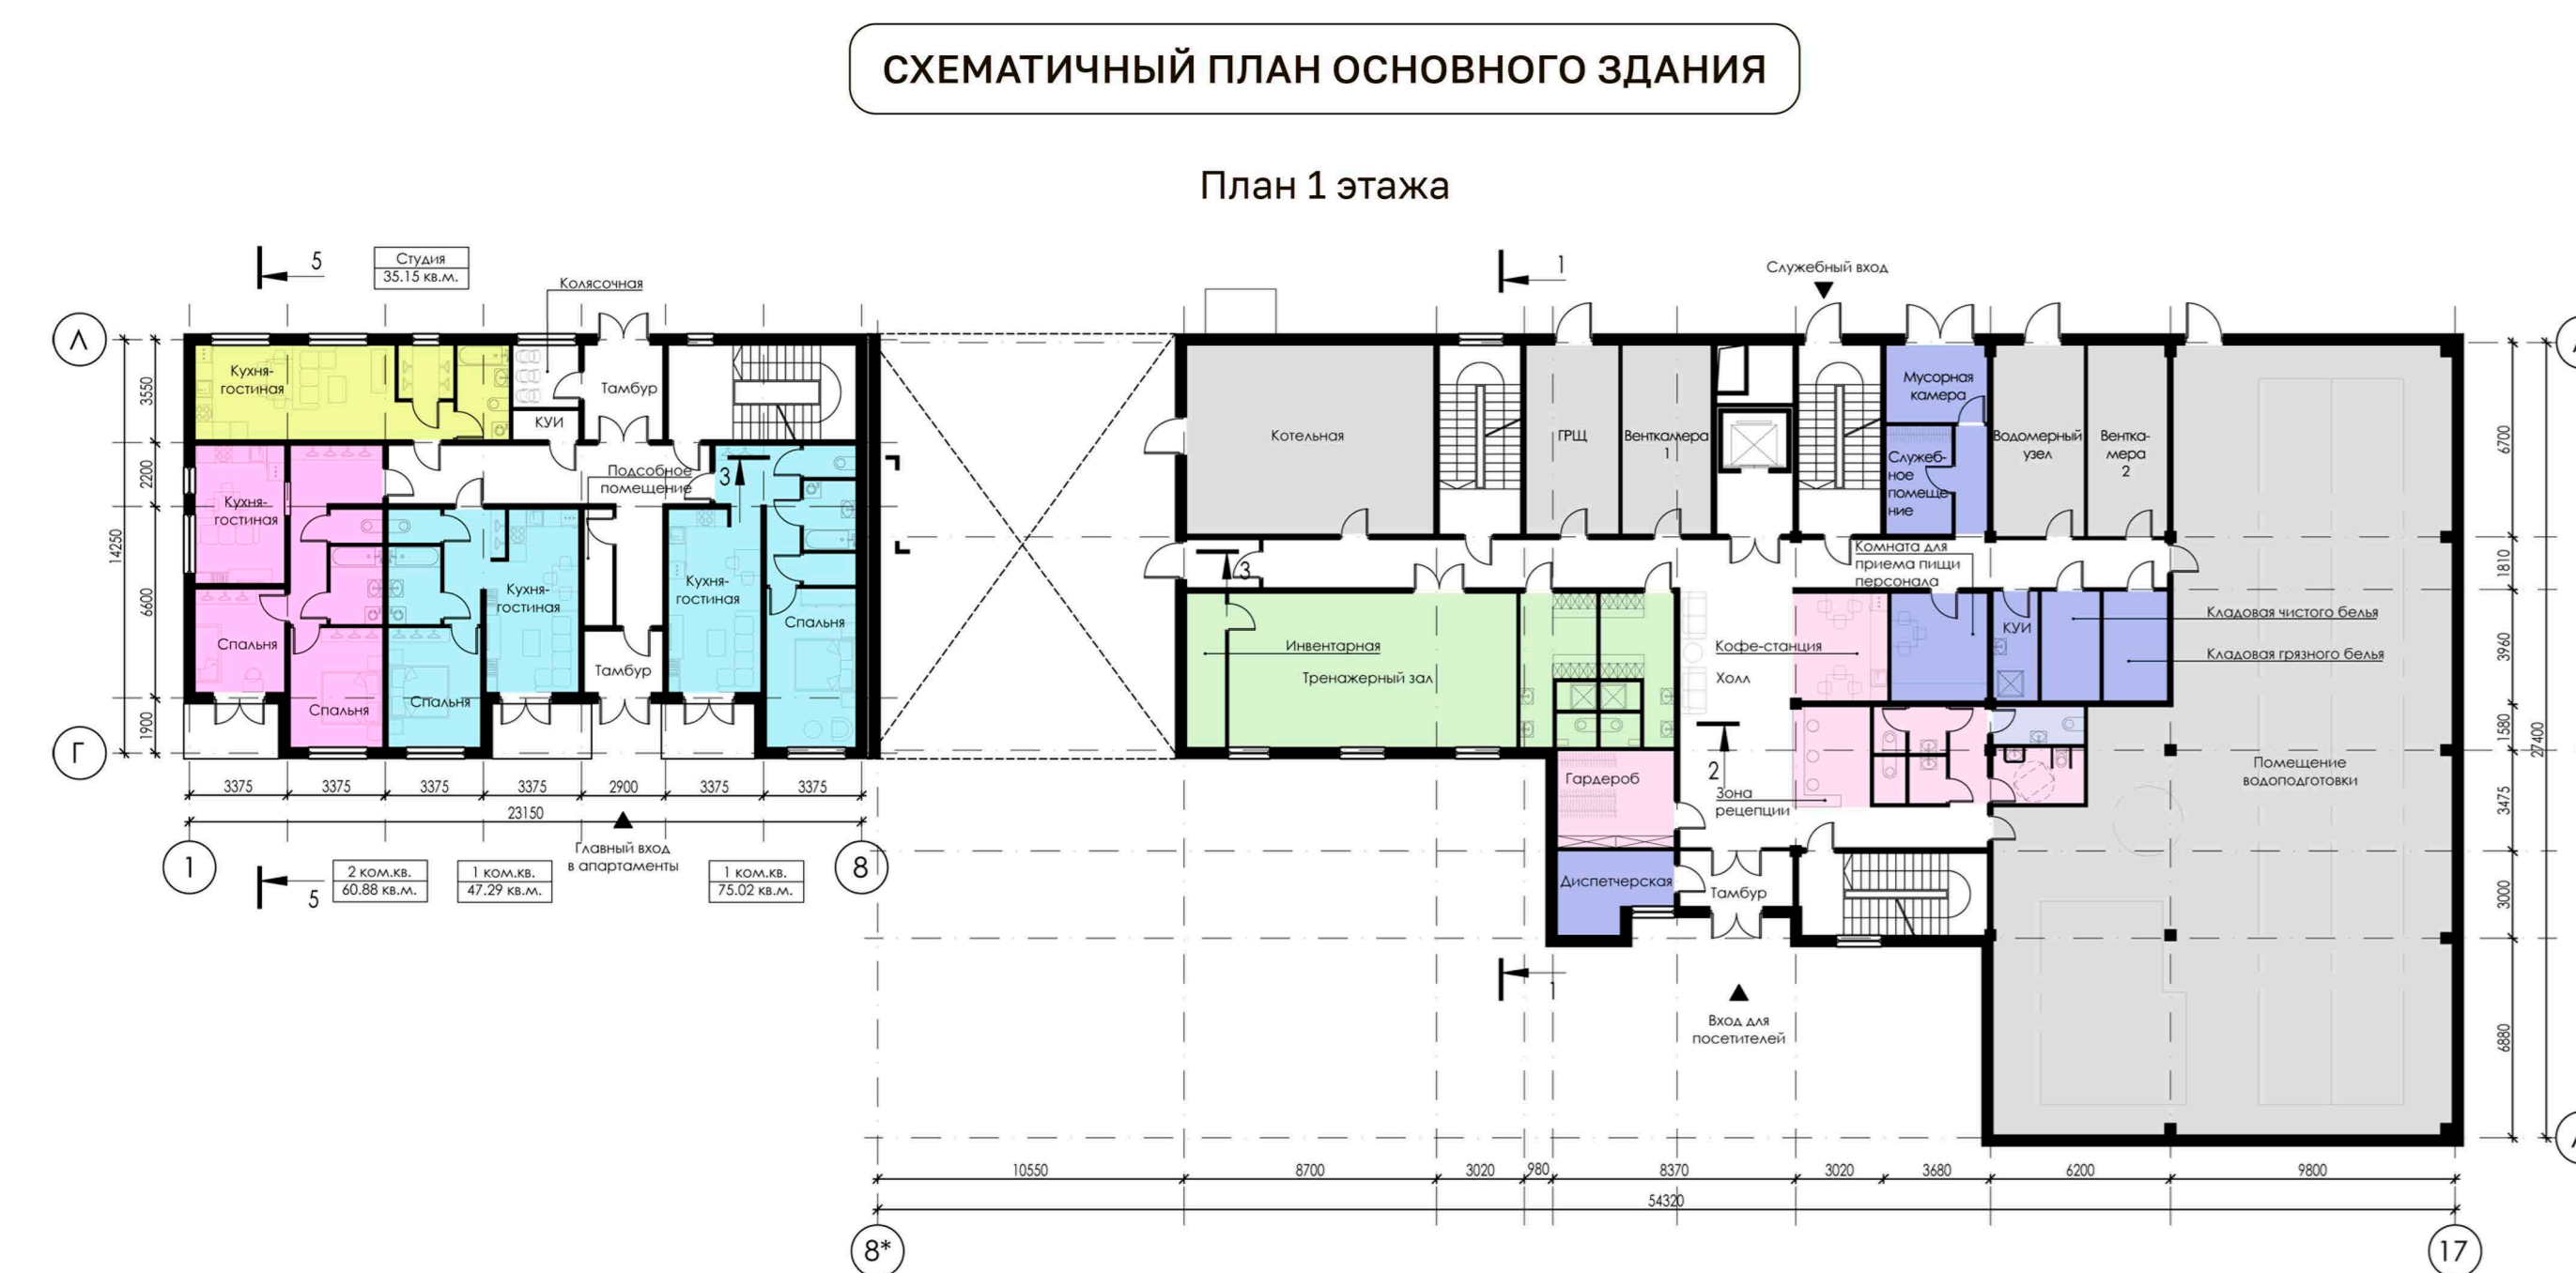 СХЕМАТИЧНЫЙ ПЛАН ОСНОВНОГО ЗДАНИЯ
План 1 этажа
5
Студия
35.15 кв.м.
Колясочная
1
Служебный вход
Л
Г
3550
2200
6600
1900
14250
Кухня-
гостиная
Тамбур
КУИ
Подсобное
помещение
3
Кухня-
гостиная
Кухня-
гостиная
Кухня-
гостиная
Спальня
Спальня
Спальня
Спальня
Тамбур
3375
3375
3375
3375
2900
3375
3375
23150
1
8
Главный вход
в апартаменты
5
2 ком.кв.
60.88 кв.м.
1 ком.кв.
47.29 кв.м.
1 ком.кв.
75.02 кв.м.
Котельная
ГРЩ
Венткамера
1
Мусорная
камера
Служеб-
ное
помеще
ние
Водомерный
узел
Вентка-
мера
2
3
Комната для
приема пищи
персонала
Инвентарная
Тренажерный зал
Кофе-станция
Холл
КУИ
Кладовая чистого белья
Кладовая грязного белья
Гардероб
2
Зона
рецепции
Помещение
водоподготовки
Диспетчерская
Тамбур
1
Вход для
посетителей
6700
1810
3960
1580
3475
3000
6880
27400
10550
8700
3020
980
8370
3020
3680
6200
9800
54320
8*
17